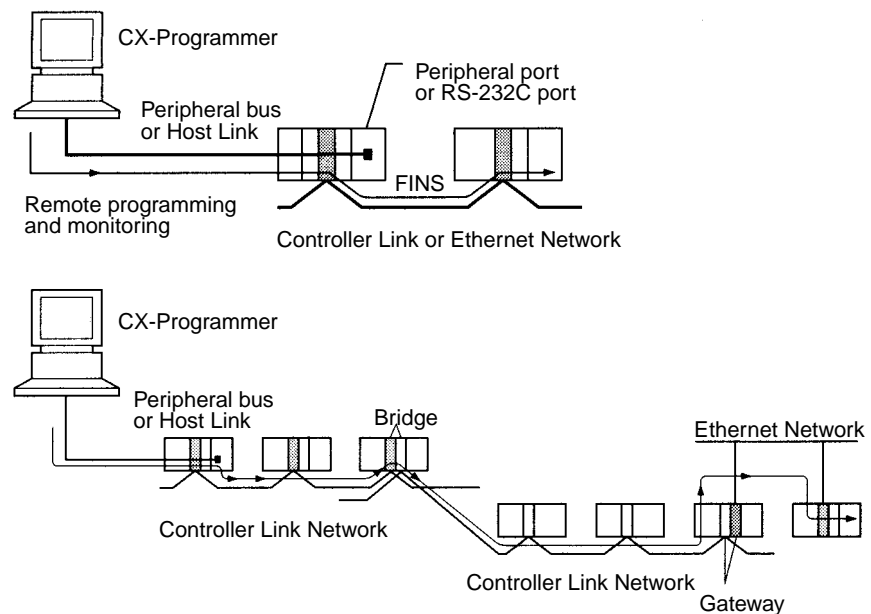 CX-Programmer
Peripheral port
or RS-232C port
Peripheral bus
or Host Link
FINS
Remote programming
and monitoring
Controller Link or Ethernet Network
CX-Programmer
Peripheral bus
or Host Link
Bridge
Ethernet Network
Controller Link Network
Controller Link Network
Gateway